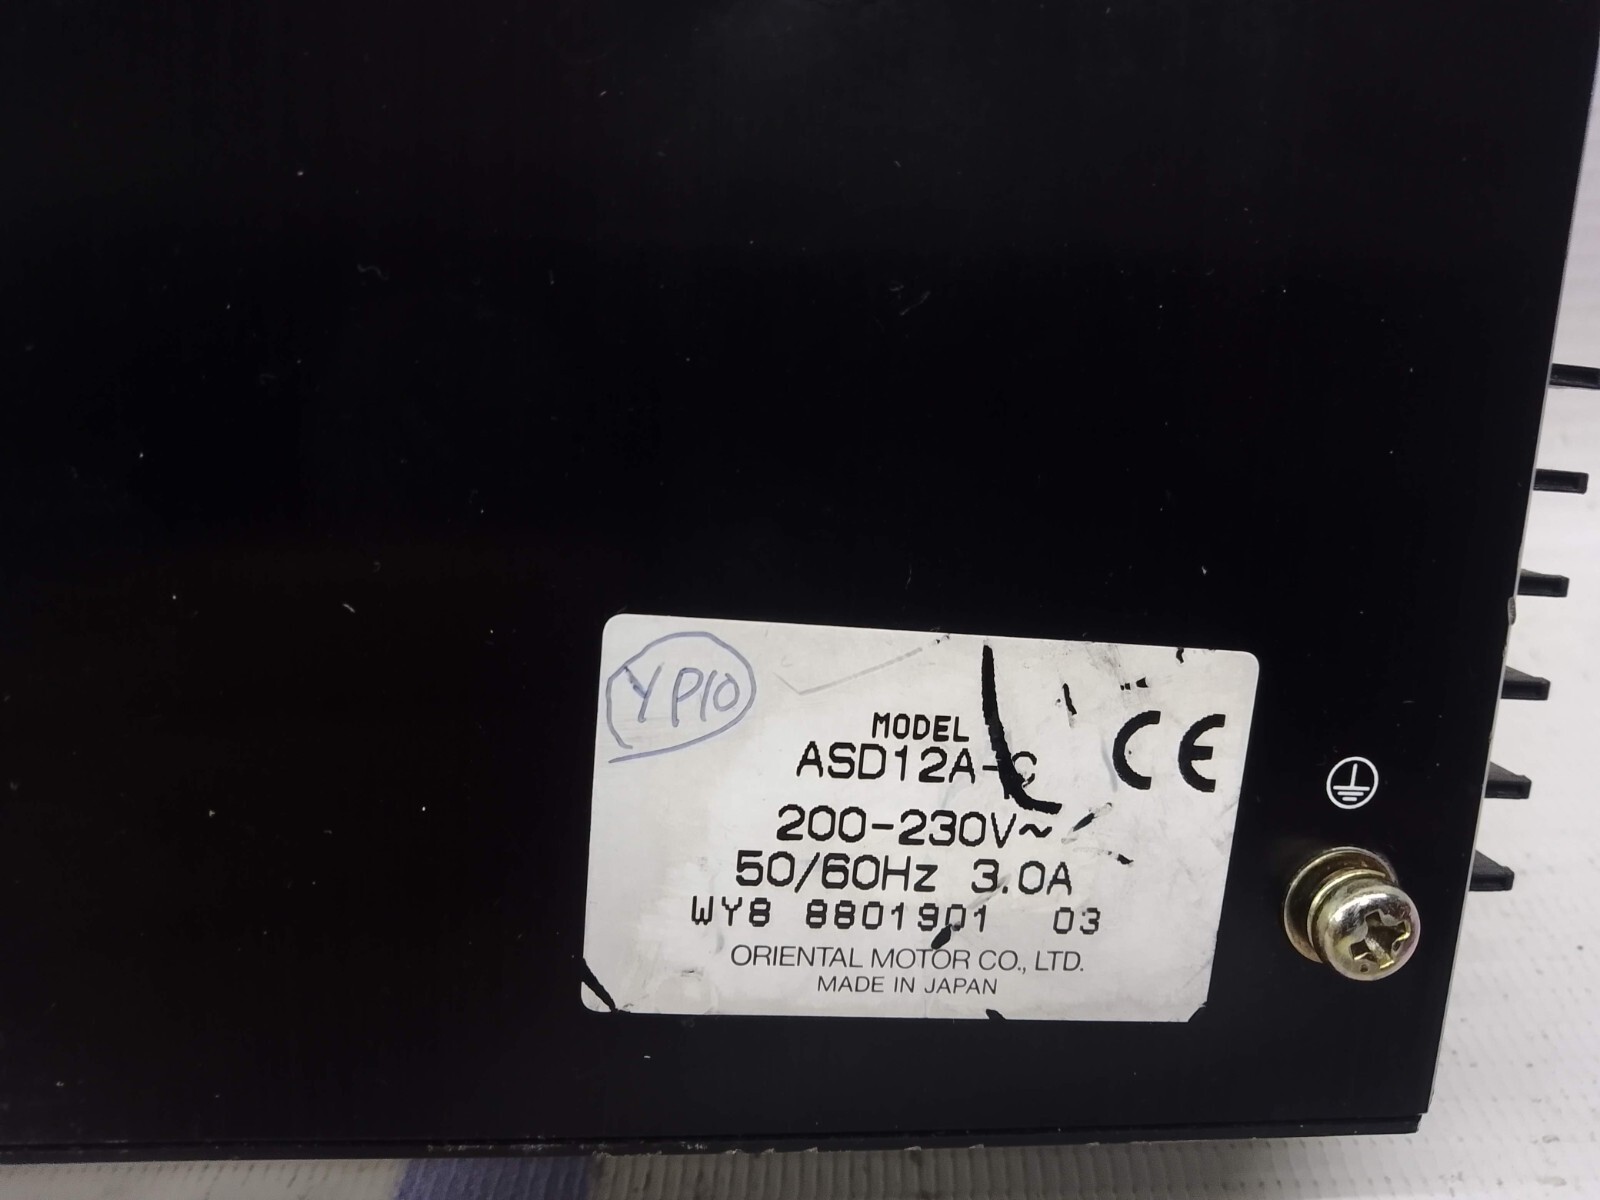 YP10
MODEL
ASD12A-C
CE
200-230V~
50/60Hz 3.0A
WY8 8801901 03
ORIENTAL MOTOR CO., LTD.
MADE IN JAPAN